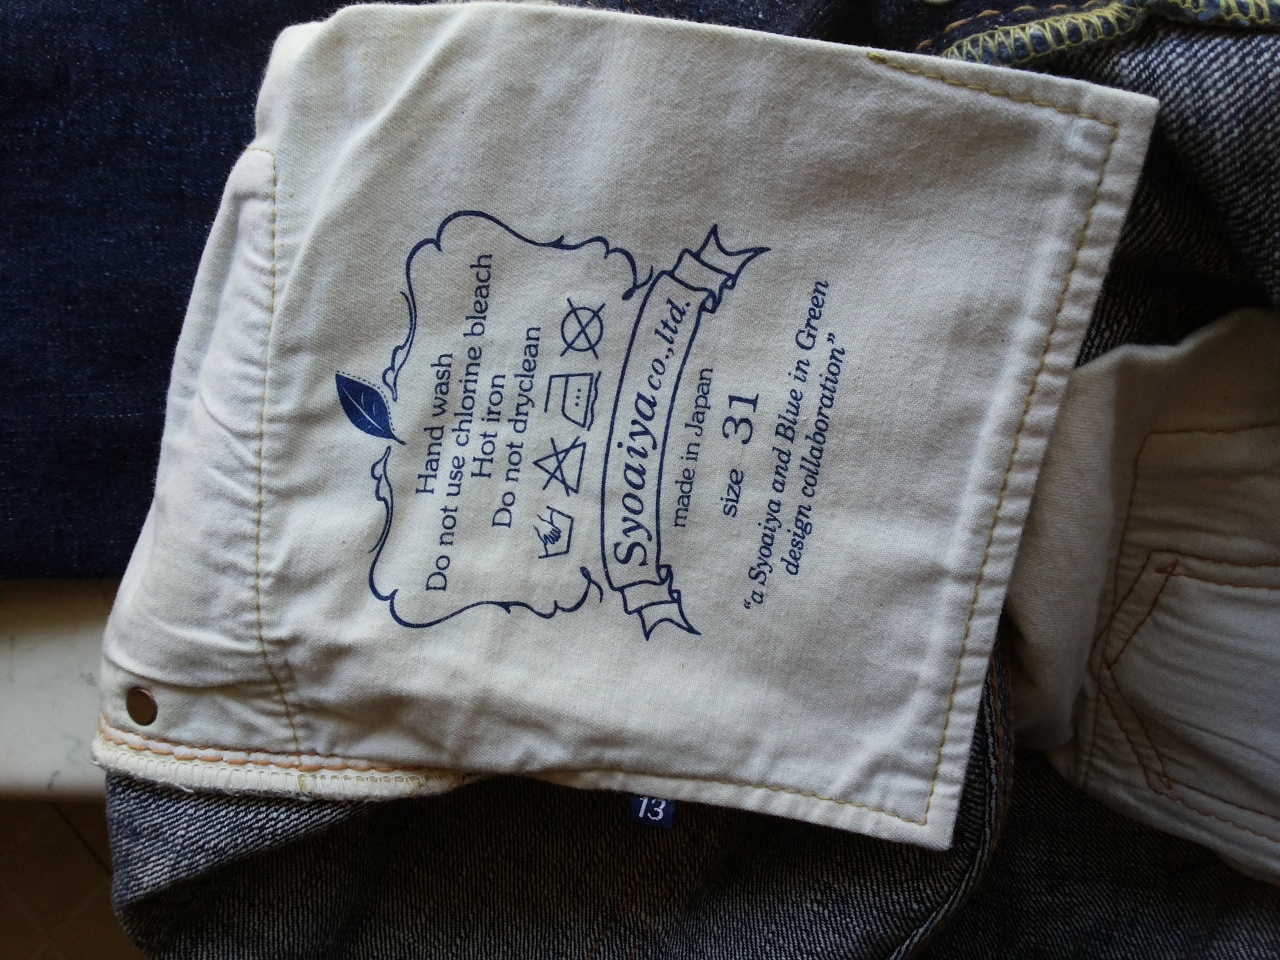 Hand wash
Do not use chlorine bleach
Hot iron
Do not dryclean
Syoaiya co.,ltd.
made in Japan
size 31
"a Syoaiya and Blue in Green
design collaboration"
13